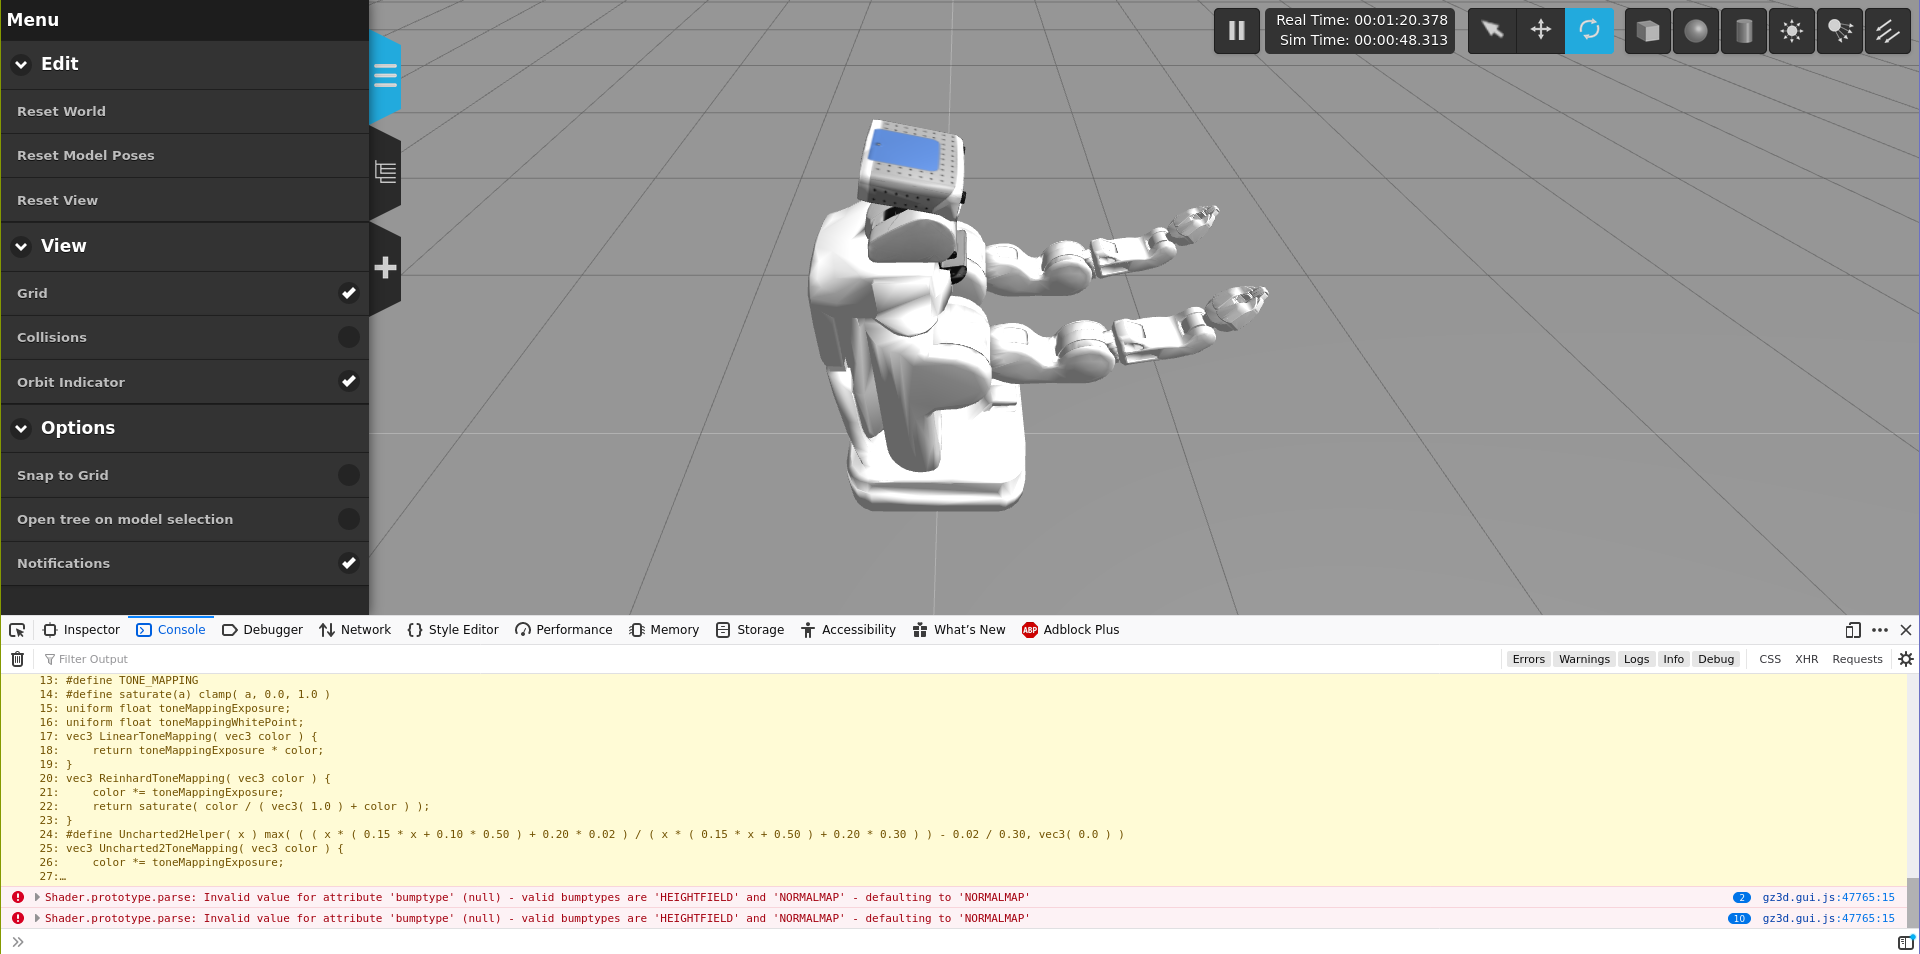 Menu
Edit
Reset World
Reset Model Poses
Reset View
View
Grid
Collisions
Orbit Indicator
Options
Snap to Grid
Open tree on model selection
Notifications
Real Time: 00:01:20.378
Sim Time: 00:00:48.313
Inspector Console Debugger Network Style Editor Performance Memory Storage Accessibility What's New ABP Adblock Plus
Filter Output Errors Warnings Logs Info Debug CSS XHR Requests
13: #define TONE_MAPPING
14: #define saturate(a) clamp( a, 0.0, 1.0 )
15: uniform float toneMappingExposure;
16: uniform float toneMappingWhitePoint;
17: vec3 LinearToneMapping( vec3 color ) {
18:     return toneMappingExposure * color;
19: }
20: vec3 ReinhardToneMapping( vec3 color ) {
21:     color *= toneMappingExposure;
22:     return saturate( color / ( vec3( 1.0 ) + color ) );
23: }
24: #define Uncharted2Helper( x ) max( ( ( x * ( 0.15 * x + 0.10 * 0.50 ) + 0.20 * 0.02 ) / ( x * ( 0.15 * x + 0.50 ) + 0.20 * 0.30 ) ) - 0.02 / 0.30, vec3( 0.0 ) )
25: vec3 Uncharted2ToneMapping( vec3 color ) {
26:     color *= toneMappingExposure;
27:…
Shader.prototype.parse: Invalid value for attribute 'bumptype' (null) - valid bumptypes are 'HEIGHTFIELD' and 'NORMALMAP' - defaulting to 'NORMALMAP' 2 gz3d.gui.js:47765:15
Shader.prototype.parse: Invalid value for attribute 'bumptype' (null) - valid bumptypes are 'HEIGHTFIELD' and 'NORMALMAP' - defaulting to 'NORMALMAP' 10 gz3d.gui.js:47765:15